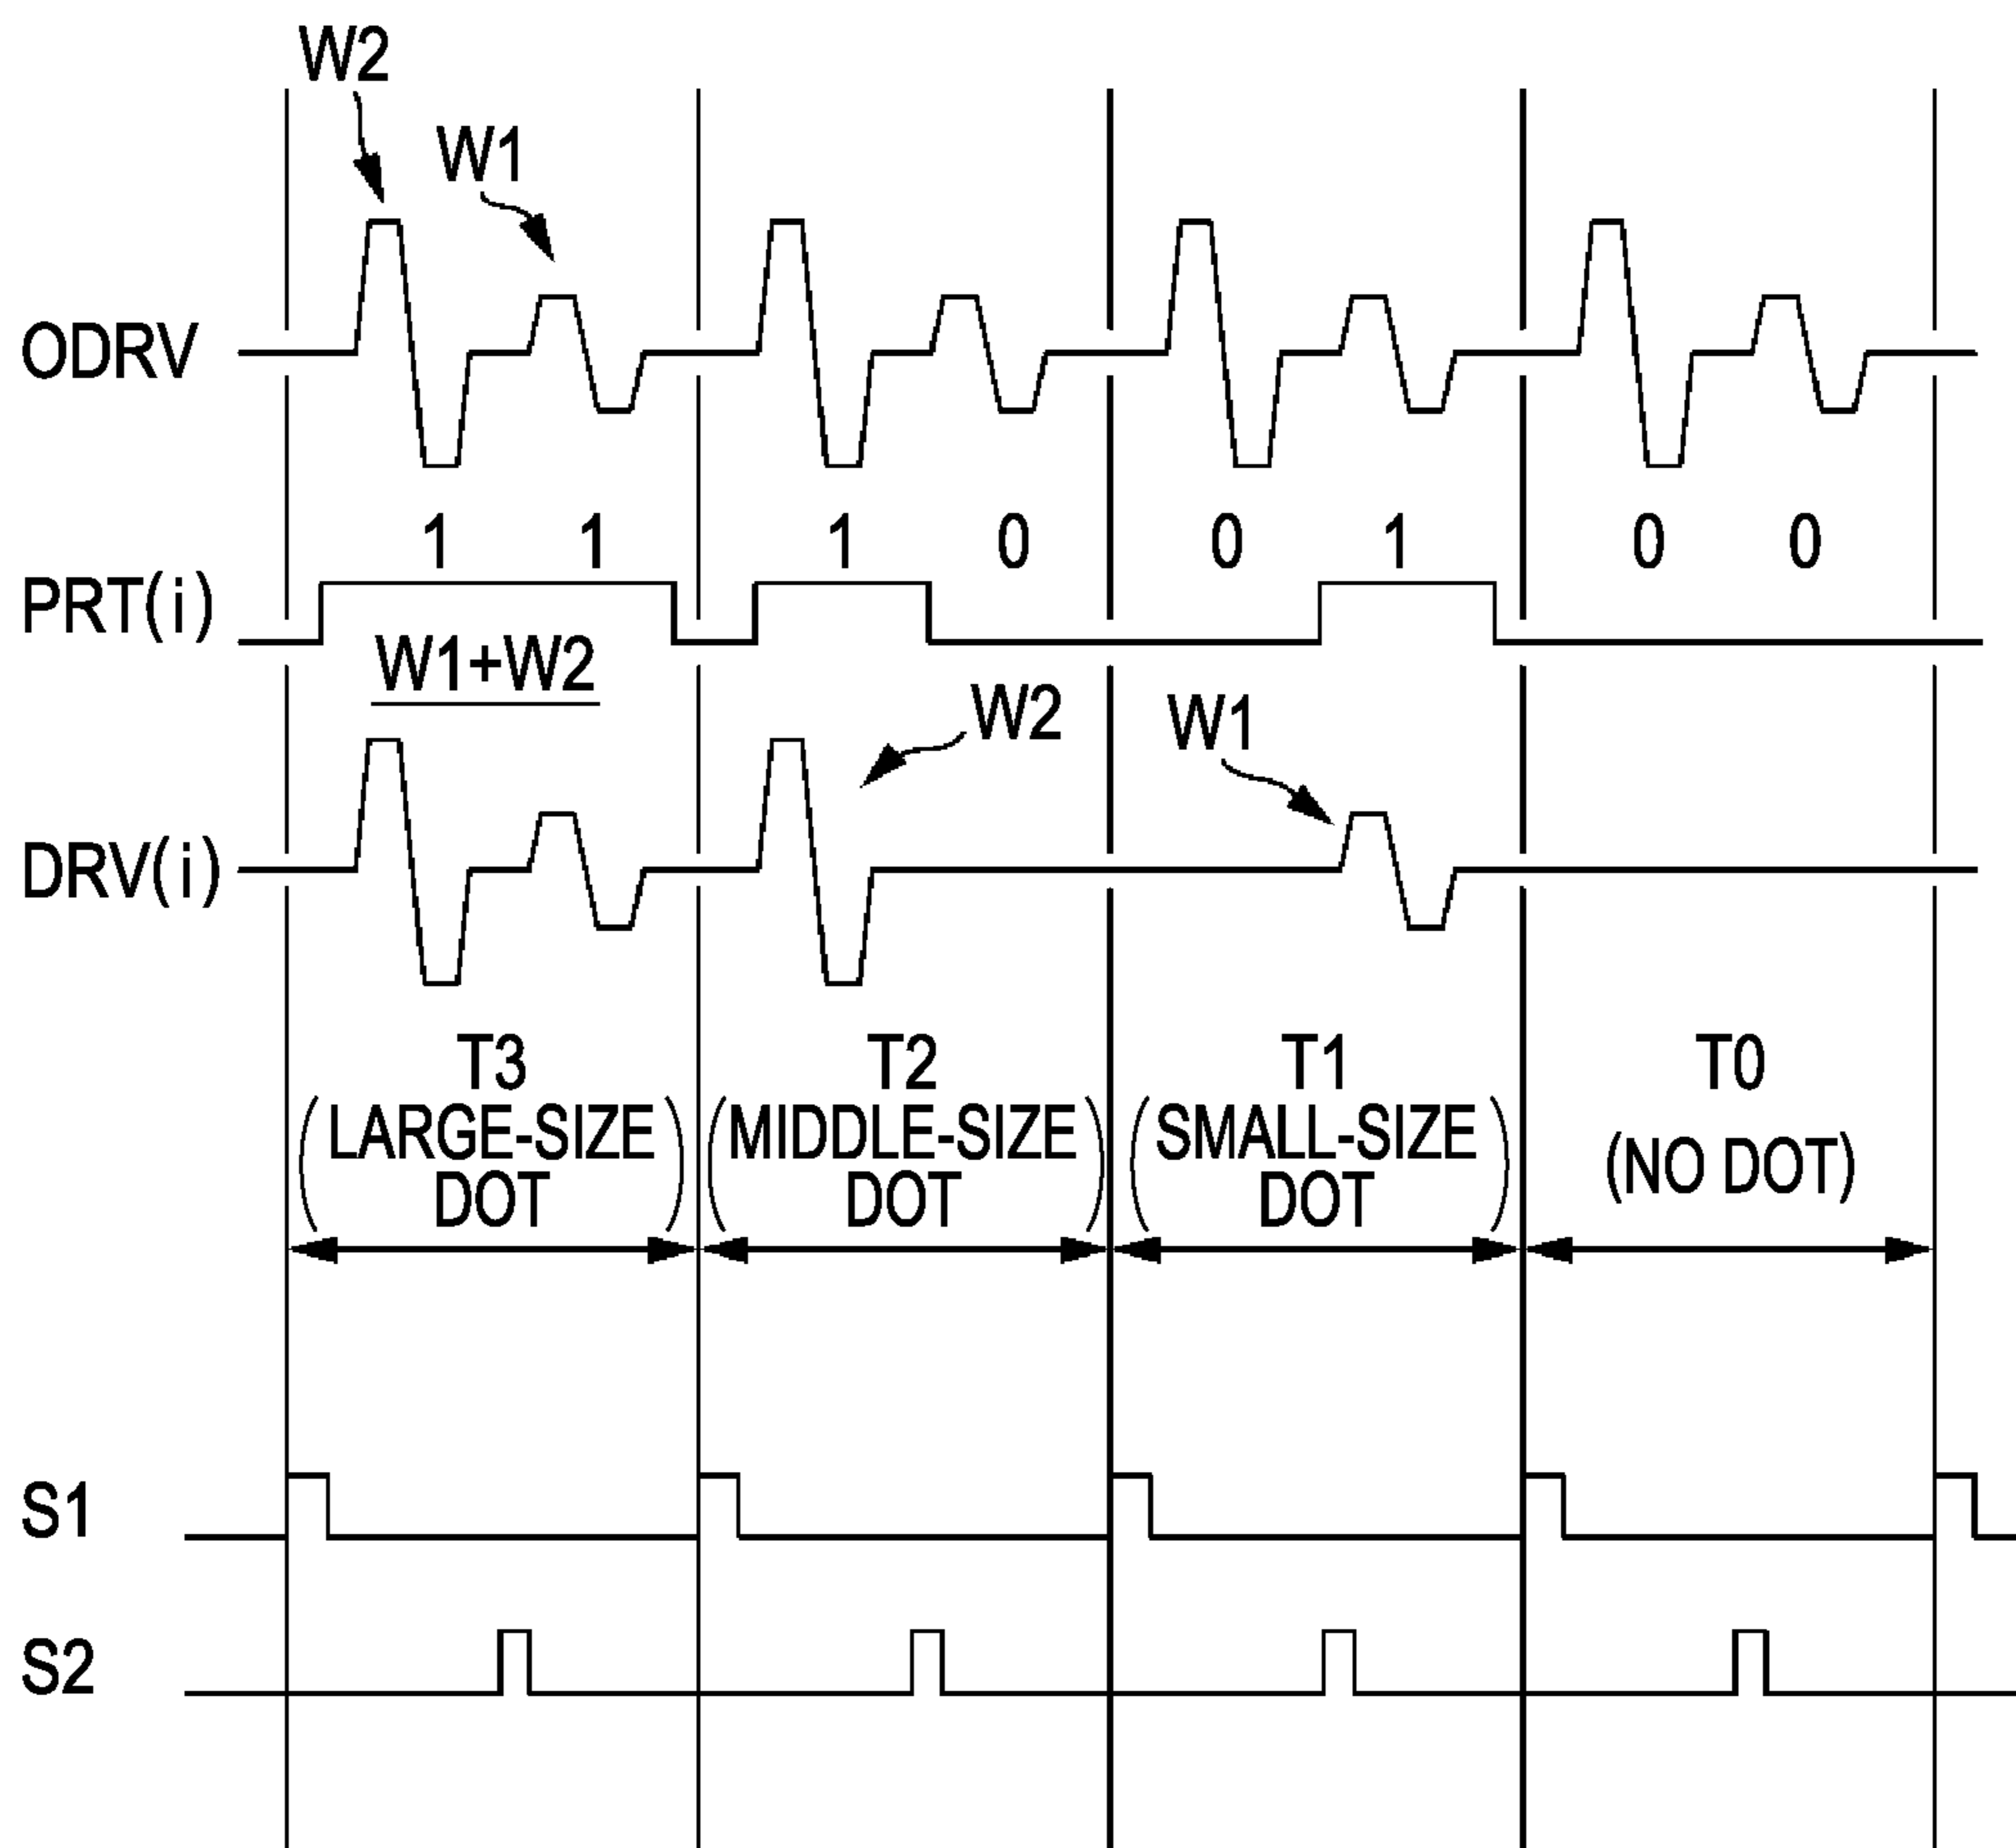 W2
W1
ODRV
1 1 1 0 0 1 0 0
PRT(i)
W1+W2
W2
W1
DRV(i)
T3
(LARGE-SIZE
DOT)
T2
(MIDDLE-SIZE
DOT)
T1
(SMALL-SIZE
DOT)
T0
(NO DOT)
S1
S2